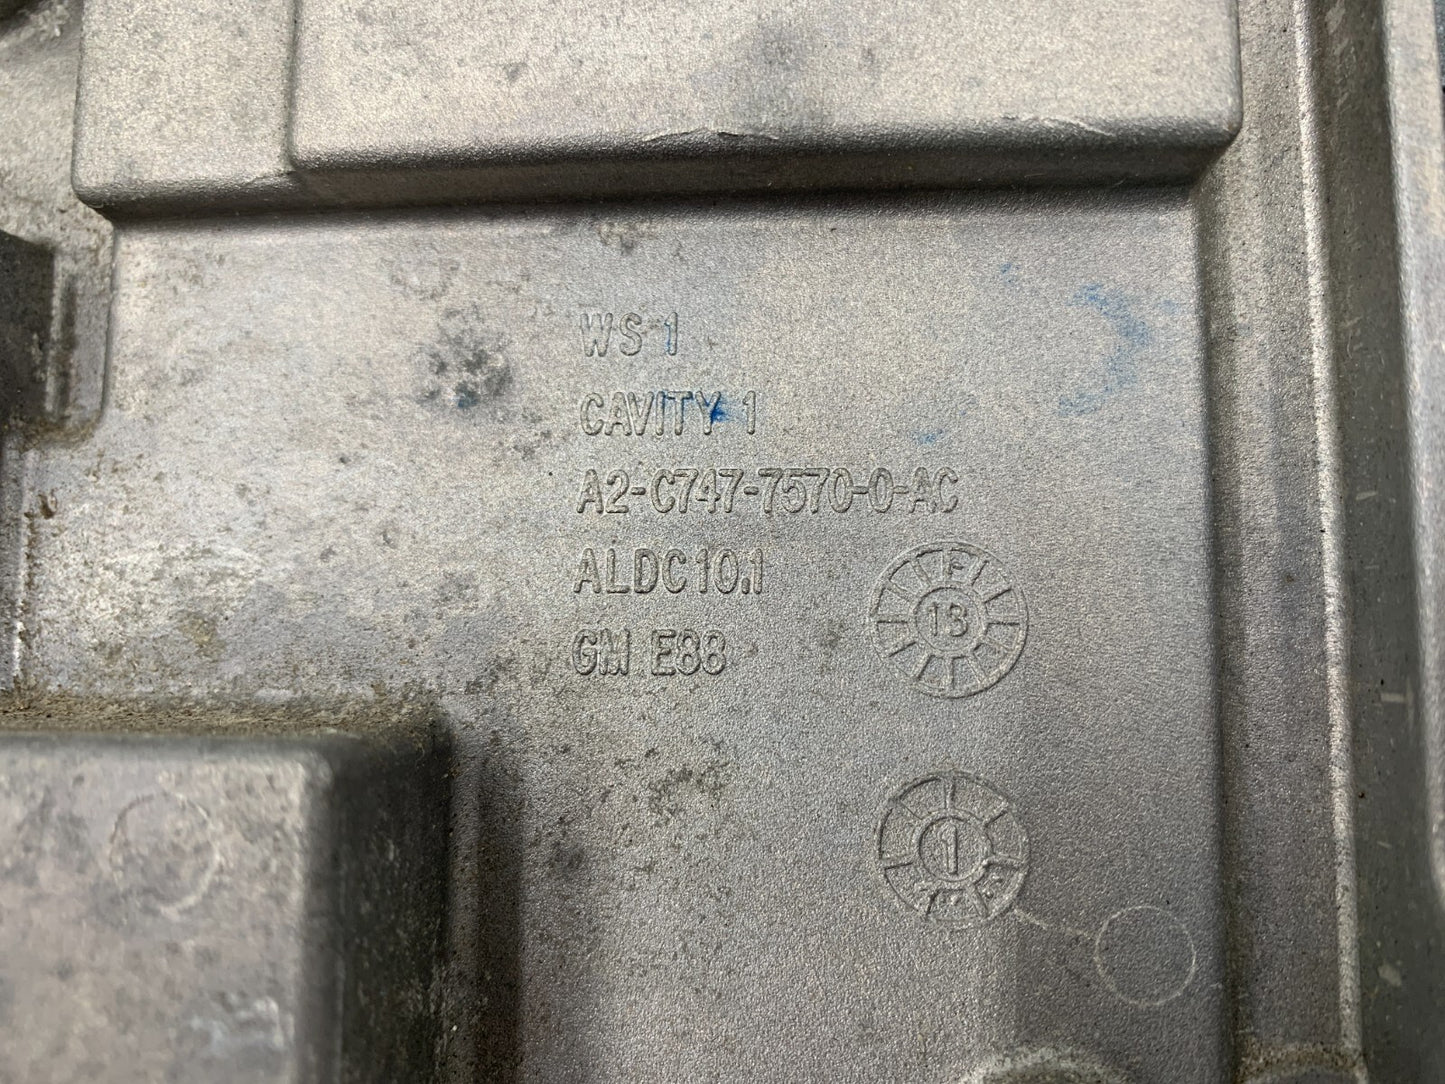 WS 1
CAVITY 1
A2-C747-7570-0-AC
ALDC10.1
GM E88
F
13
1